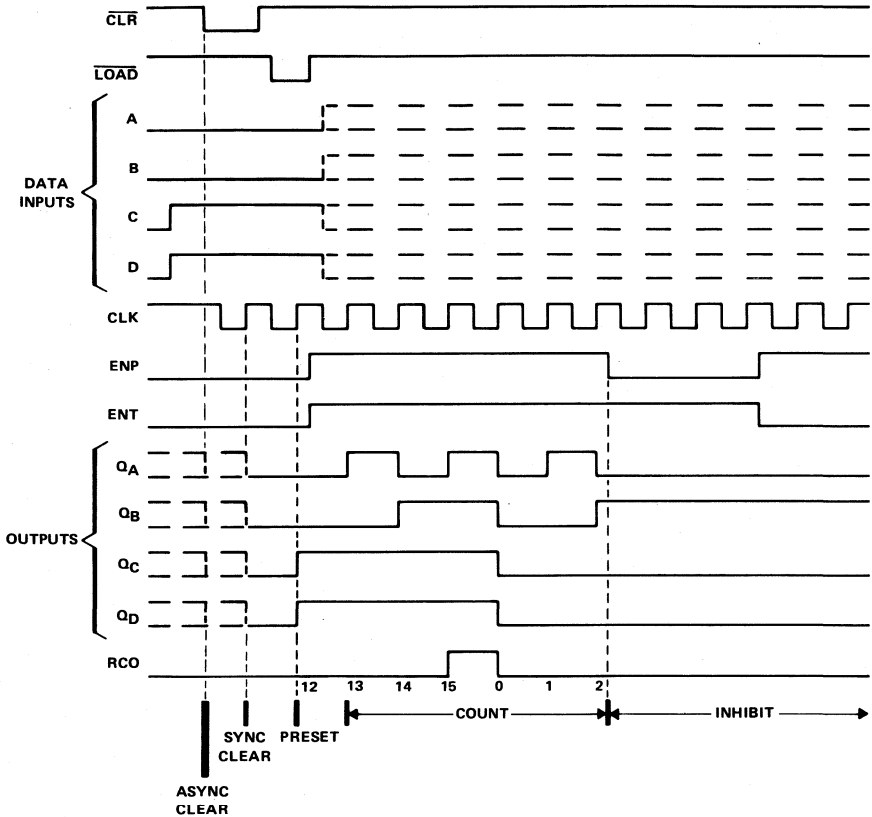 CLR
LOAD
A
B
DATA
INPUTS
C
D
CLK
ENP
ENT
QA
QB
OUTPUTS
QC
QD
RCO
12 13 14 15 0 1 2
COUNT INHIBIT
SYNC
CLEAR
PRESET
ASYNC
CLEAR